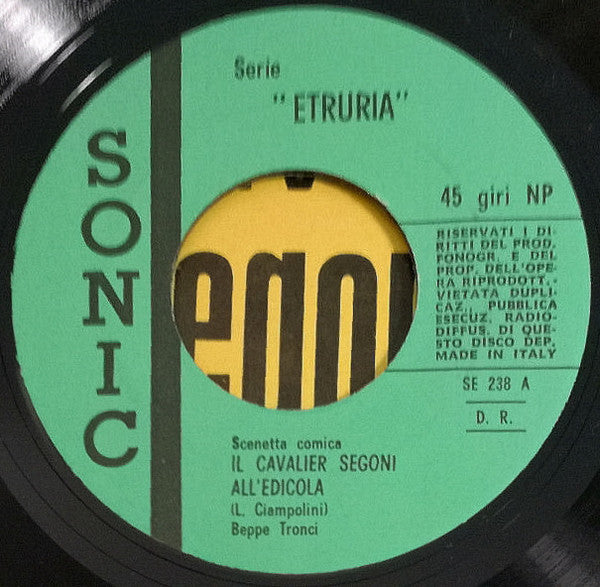 SONIC
Serie
"ETRURIA"
45 giri NP
RISERVATI I DI-
RITTI DEL PROD.
FONOGR. E DEL
PROP. DELL'OPE-
RA RIPRODOTT. -
VIETATA DUPLI-
CAZ., PUBBLICA
ESECUZ. RADIO-
DIFFUS. DI QUE-
STO DISCO DEP.
MADE IN ITALY
SE 238 A
D. R.
Scenetta comica
IL CAVALIER SEGONI
ALL'EDICOLA
(L. Ciampolini)
Beppe Tronci